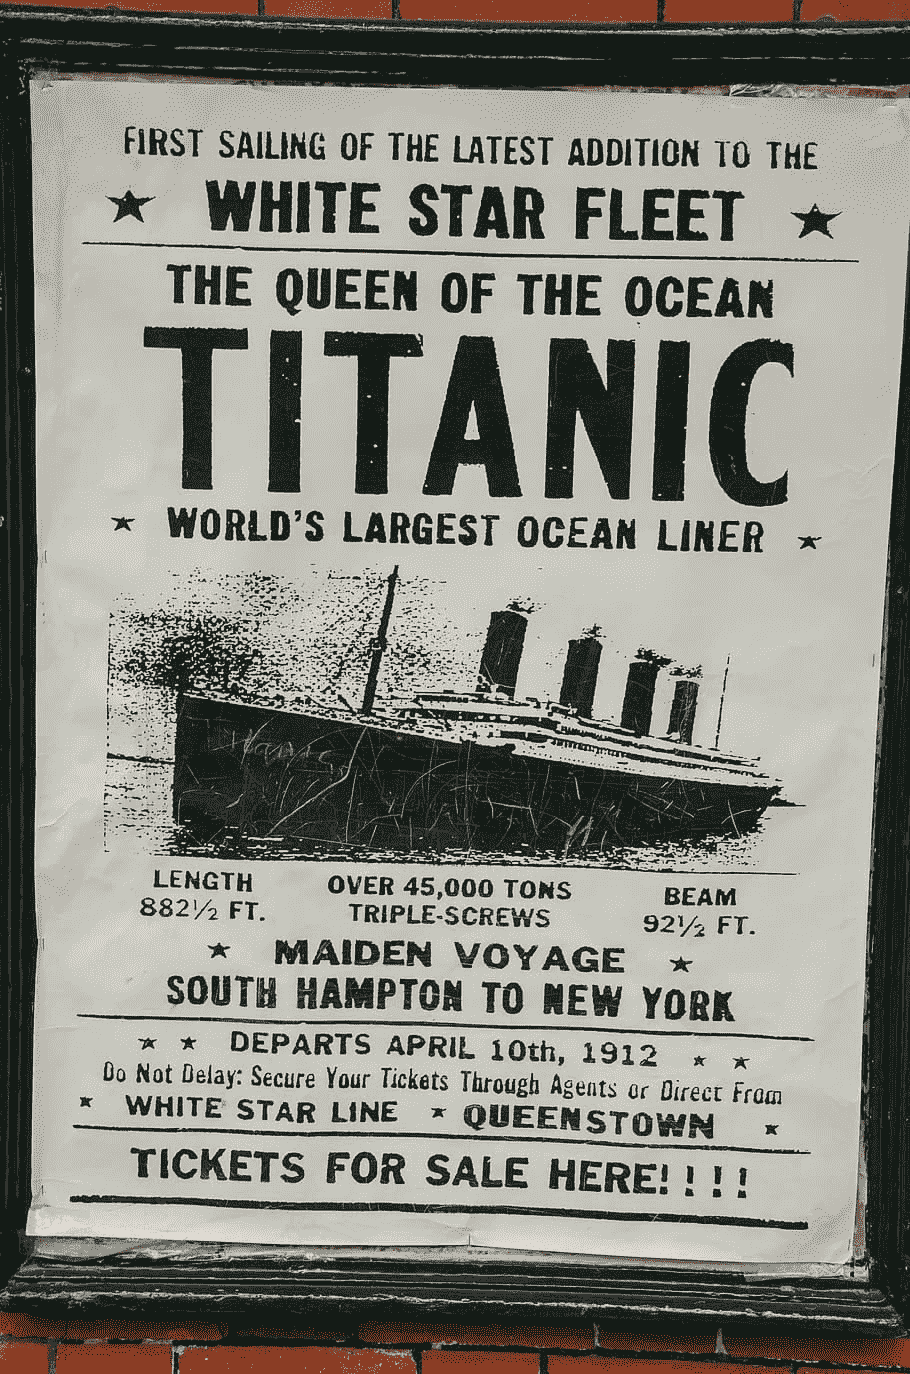 FIRST SAILING OF THE LATEST ADDITION TO THE
★ WHITE STAR FLEET ★
THE QUEEN OF THE OCEAN
TITANIC
★ WORLD'S LARGEST OCEAN LINER ★
Titanic
LENGTH OVER 45,000 TONS BEAM
882½ FT. TRIPLE-SCREWS 92½ FT.
★ MAIDEN VOYAGE ★
SOUTH HAMPTON TO NEW YORK
★ ★ DEPARTS APRIL 10th, 1912 ★ ★
Do Not Delay: Secure Your Tickets Through Agents or Direct From
★ WHITE STAR LINE ★ QUEENSTOWN ★
TICKETS FOR SALE HERE!!!!